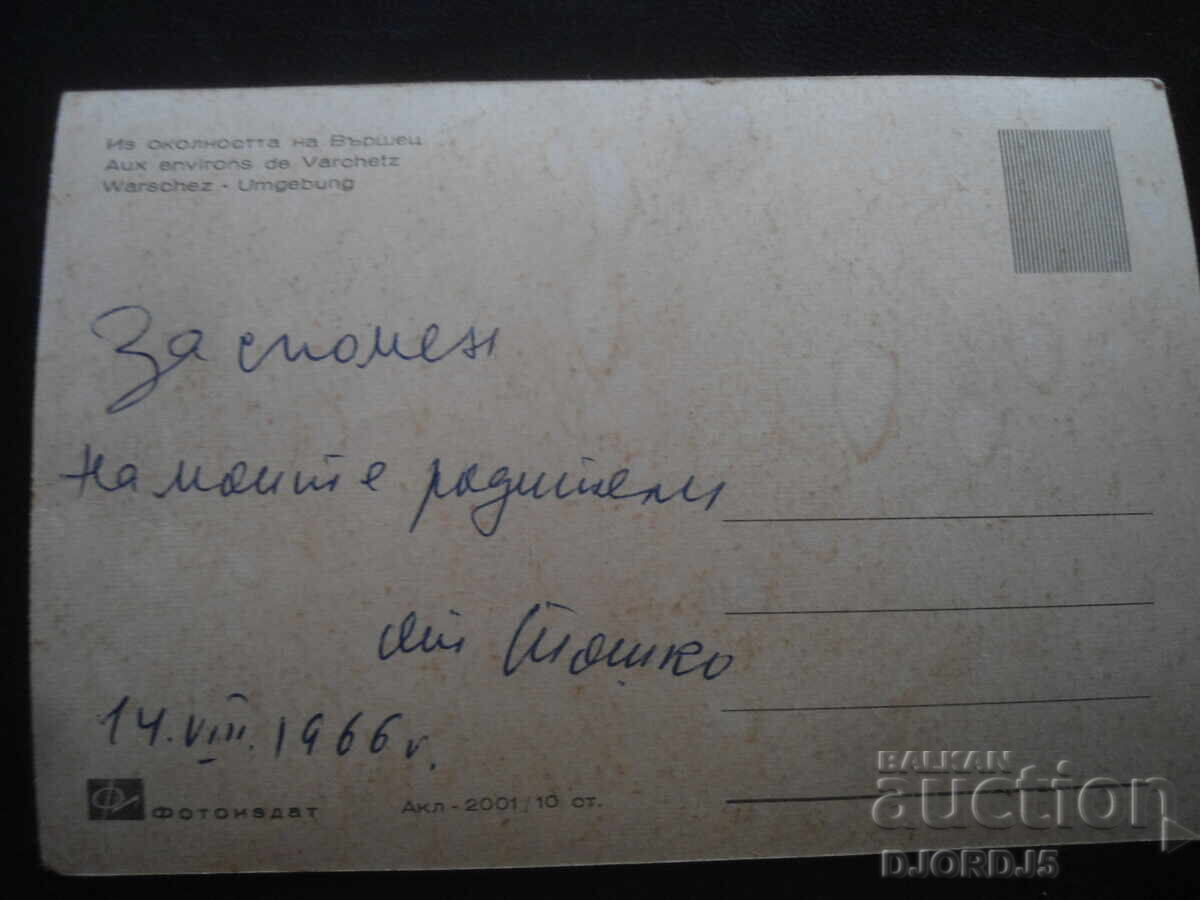 Из околността на Вършец
Aux environs de Varchetz
Warschez - Umgebung
За спомен
на моите родители
от Тошко
14.VIII.1966 г.
Фотоиздат
Акл-2001/10 ст.
BALKAN
auction
DJORDJ5